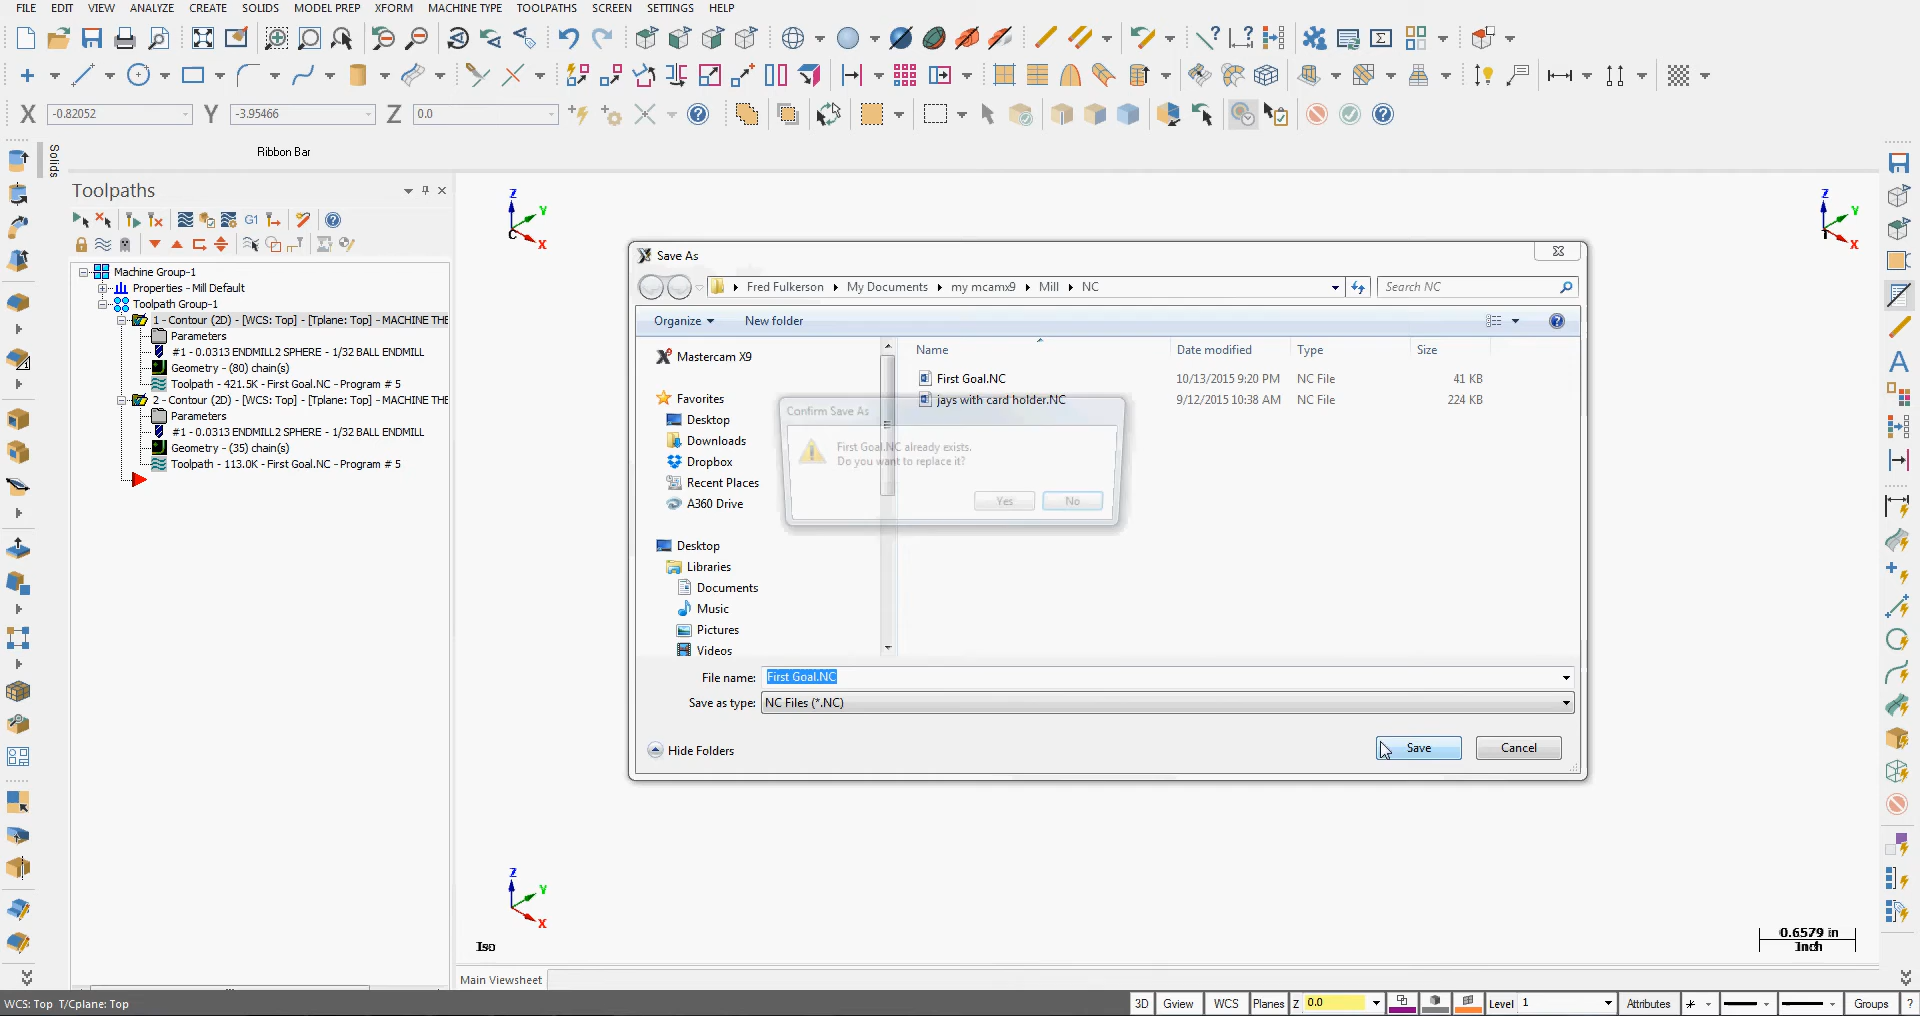 FILE EDIT VIEW ANALYZE CREATE SOLIDS MODEL PREP XFORM MACHINE TYPE TOOLPATHS SCREEN SETTINGS HELP
X -0.82052 Y -3.95466 Z 0.0
Ribbon Bar
Solids
Toolpaths
G1
Machine Group-1
Properties - Mill Default
Toolpath Group-1
1 - Contour (2D) - [WCS: Top] - [Tplane: Top] - MACHINE THE
Parameters
#1 - 0.0313 ENDMILL2 SPHERE - 1/32 BALL ENDMILL
Geometry - (80) chain(s)
Toolpath - 421.5K - First Goal.NC - Program # 5
2 - Contour (2D) - [WCS: Top] - [Tplane: Top] - MACHINE THE
Parameters
#1 - 0.0313 ENDMILL2 SPHERE - 1/32 BALL ENDMILL
Geometry - (35) chain(s)
Toolpath - 113.0K - First Goal.NC - Program # 5
Z Y X C
Z Y X T
Save As
Fred Fulkerson My Documents my mcamx9 Mill NC
Search NC
Organize New folder
Mastercam X9
Favorites
Desktop
Downloads
Dropbox
Recent Places
A360 Drive
Desktop
Libraries
Documents
Music
Pictures
Videos
Name Date modified Type Size
First Goal.NC 10/13/2015 9:20 PM NC File 41 KB
jays with card holder.NC 9/12/2015 10:38 AM NC File 224 KB
Confirm Save As
First Goal.NC already exists.
Do you want to replace it?
Yes No
File name: First Goal.NC
Save as type: NC Files (*.NC)
Hide Folders Save Cancel
Z Y X
Iso
0.6579 in
Inch
Main Viewsheet
WCS: Top T/Cplane: Top
3D Gview WCS Planes Z 0.0 Level 1 Attributes Groups ?